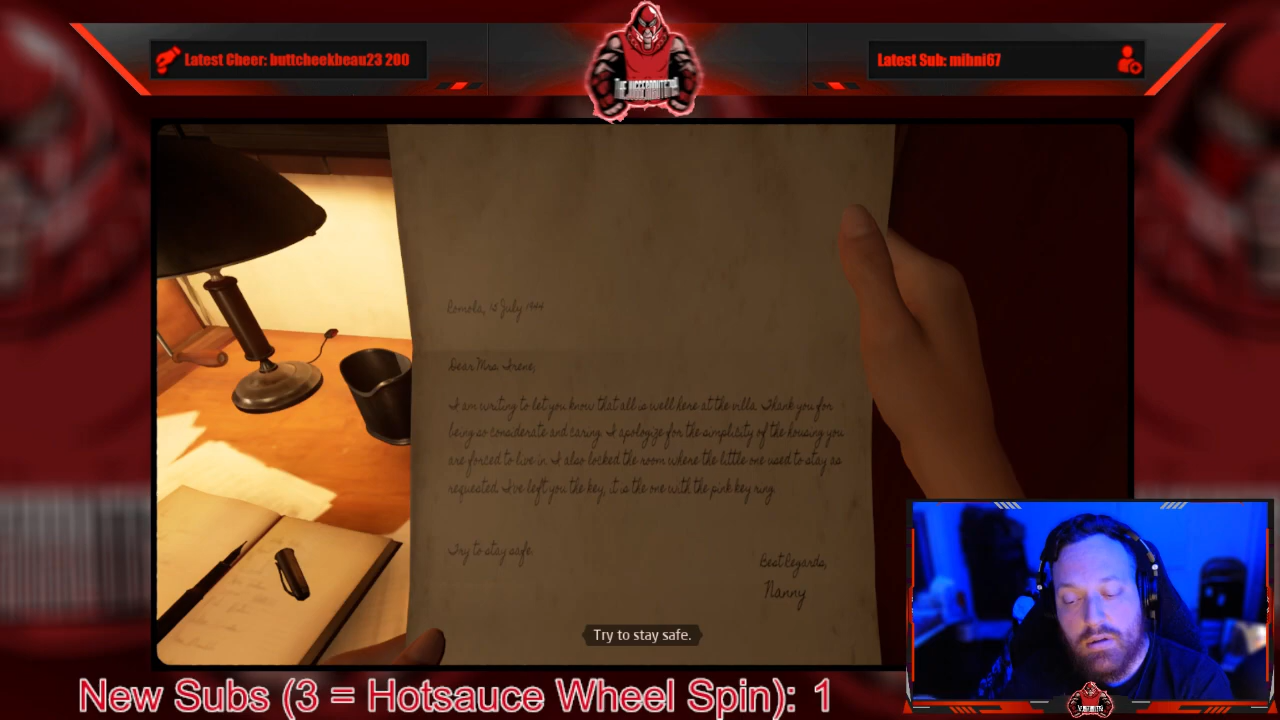 Latest Cheer: buttcheekbeau23 200
Latest Sub: mihni67
Romola, 15 July 1944
Dear Mrs. Irene,
I am writing to let you know that all is well here at the villa. Thank you for
being so considerate and caring. I apologize for the simplicity of the housing you
are forced to live in. I also locked the room where the little one used to stay as
requested. I've left you the key, it is the one with the pink key ring.
Try to stay safe.
Best Regards,
Nanny
Try to stay safe.
New Subs (3 = Hotsauce Wheel Spin): 1